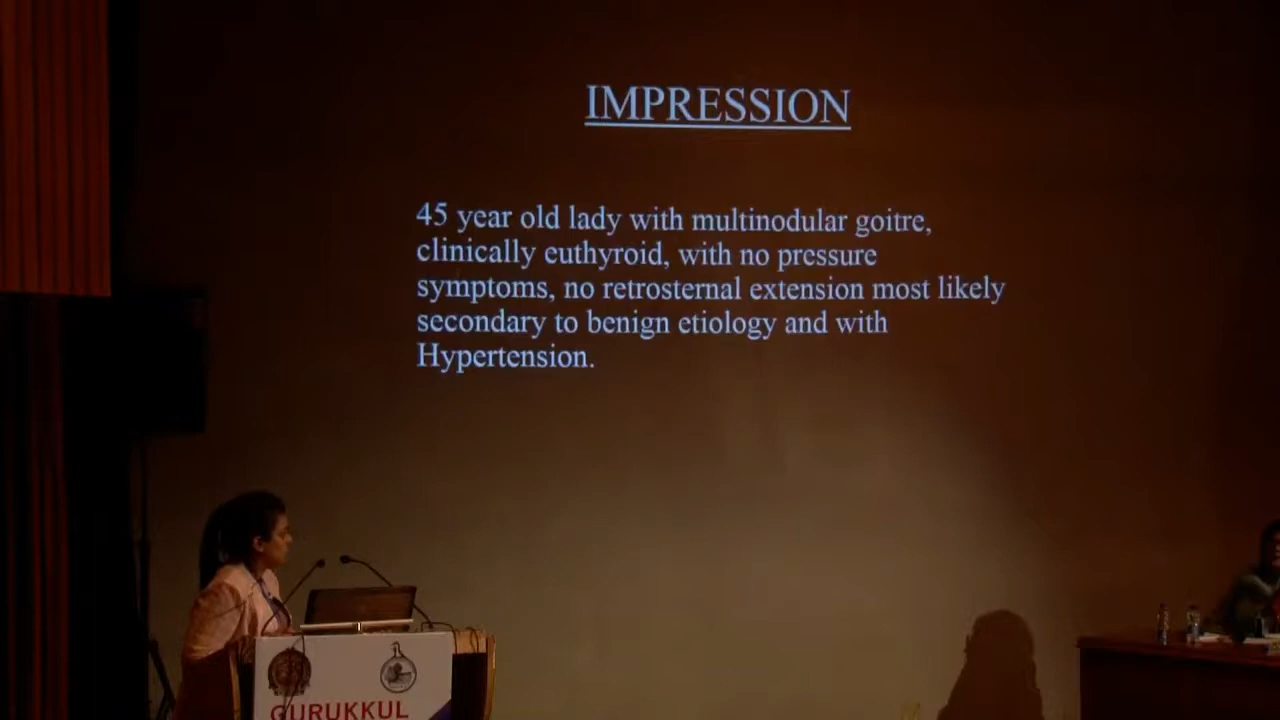 IMPRESSION
45 year old lady with multinodular goitre,
clinically euthyroid, with no pressure
symptoms, no retrosternal extension most likely
secondary to benign etiology and with
Hypertension.
GURUKKUL